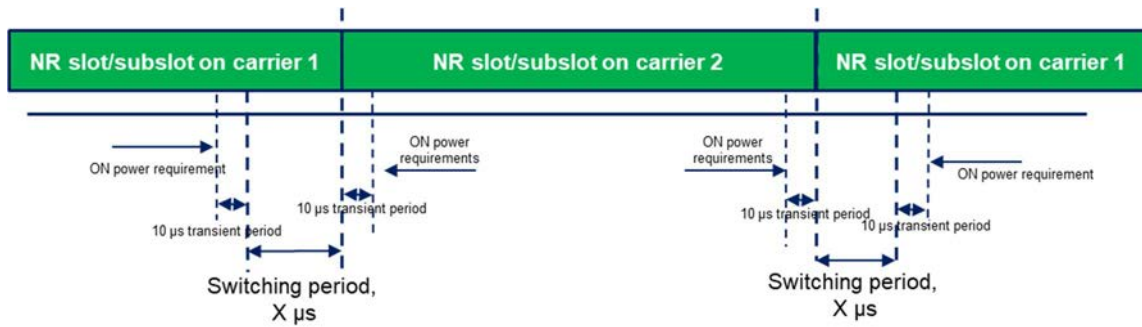 NR slot/subslot on carrier 1
NR slot/subslot on carrier 2
NR slot/subslot on carrier 1
ON power requirement
10 µs transient period
Switching period,
X µs
ON power
requirements
10 µs transient period
ON power
requirements
10 µs transient period
Switching period,
X µs
ON power requirement
10 µs transient period